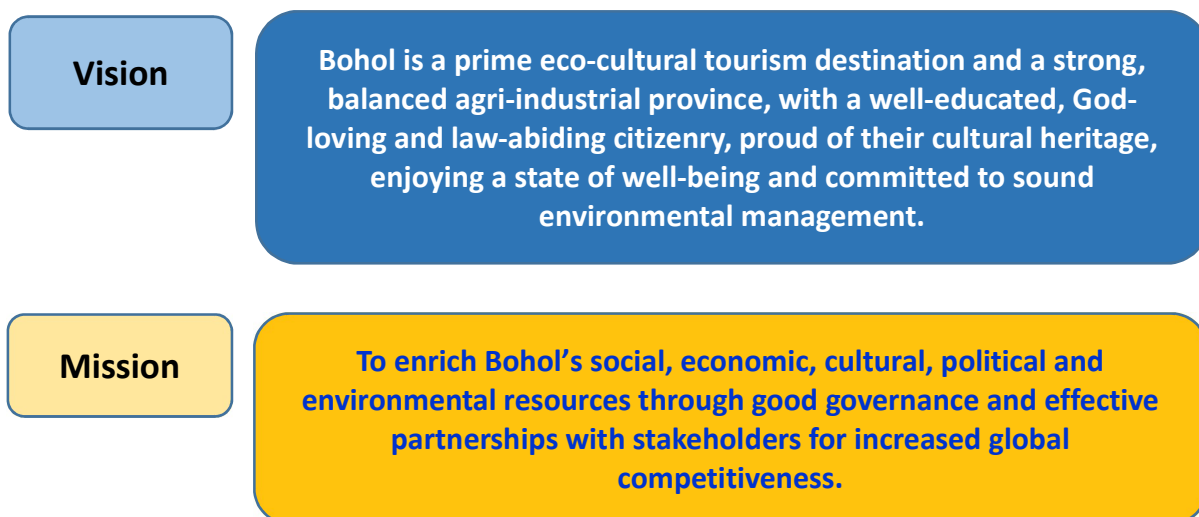 Vision
Bohol is a prime eco-cultural tourism destination and a strong,
balanced agri-industrial province, with a well-educated, God-
loving and law-abiding citizenry, proud of their cultural heritage,
enjoying a state of well-being and committed to sound
environmental management.
Mission
To enrich Bohol’s social, economic, cultural, political and
environmental resources through good governance and effective
partnerships with stakeholders for increased global
competitiveness.